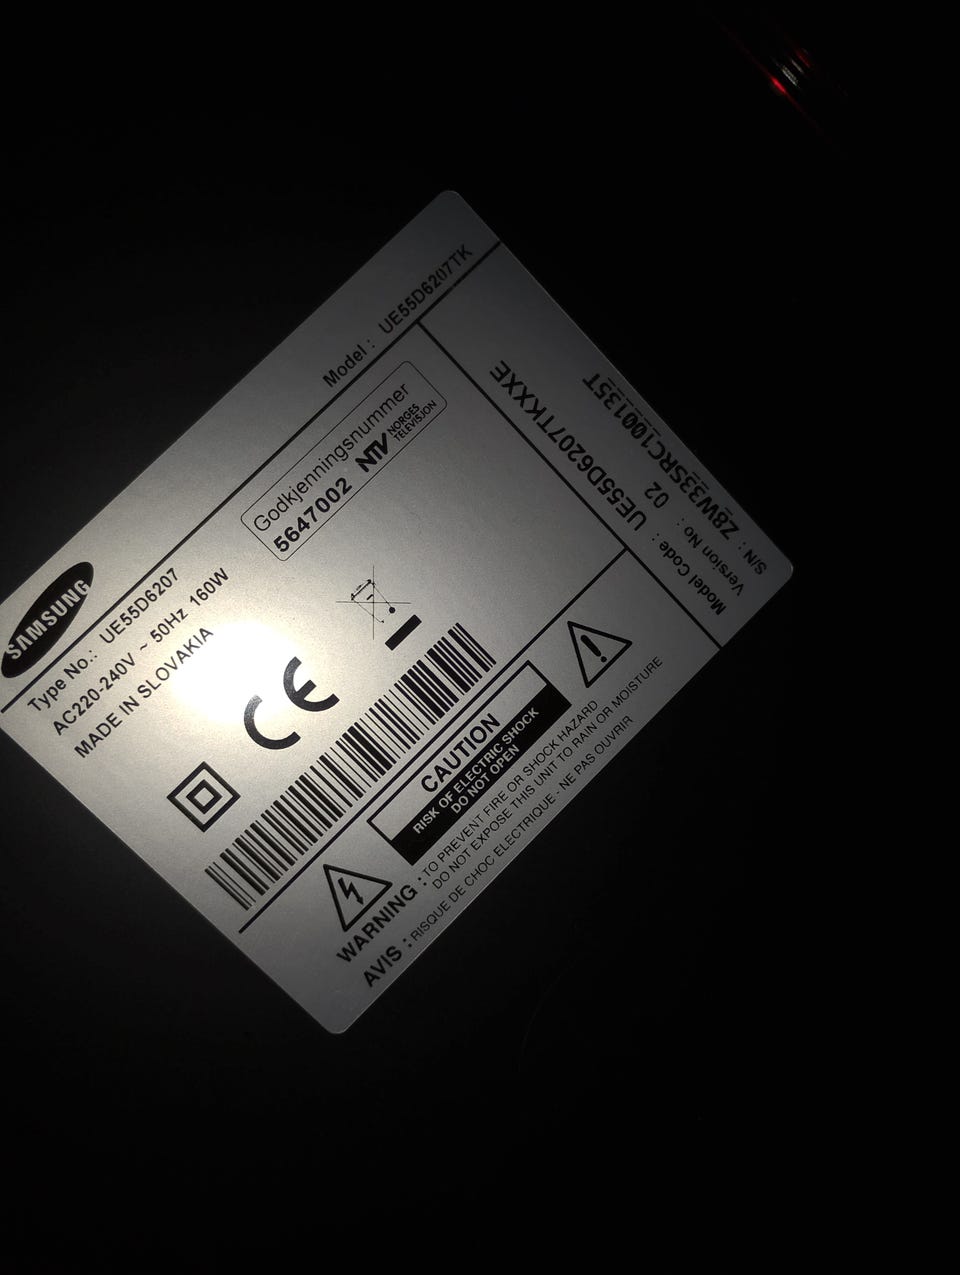 SAMSUNG
Model : UE55D6207TK
Type No.: UE55D6207
AC220-240V ~ 50Hz 160W
MADE IN SLOVAKIA
Godkjenningsnummer
5647002 NTV NORGES
TELEVISJON
CE
Model Code : UE55D6207TKXXE
Version No : 02
S/N : Z8W33SRC100135T
CAUTION
RISK OF ELECTRIC SHOCK
DO NOT OPEN
WARNING : TO PREVENT FIRE OR SHOCK HAZARD
DO NOT EXPOSE THIS UNIT TO RAIN OR MOISTURE
AVIS : RISQUE DE CHOC ELECTRIQUE - NE PAS OUVRIR